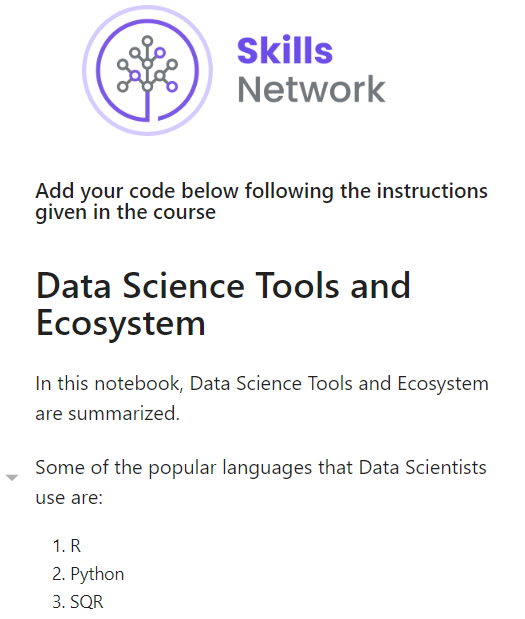 Skills
Network
Add your code below following the instructions
given in the course
Data Science Tools and
Ecosystem
In this notebook, Data Science Tools and Ecosystem
are summarized.
Some of the popular languages that Data Scientists
use are:
1. R
2. Python
3. SQR